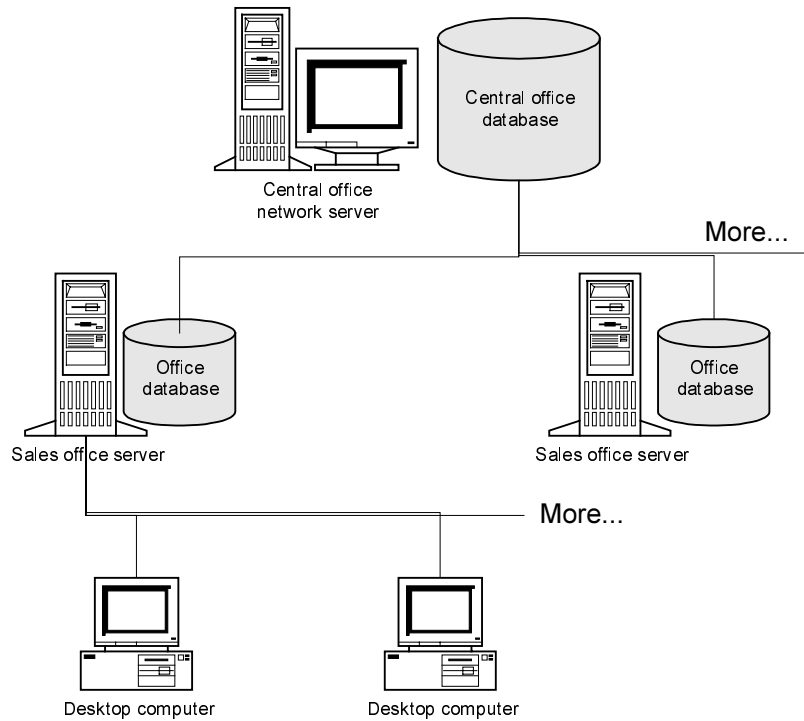 Central office
database
Central office
network server
More...
Office
database
Office
database
Sales office server
Sales office server
More...
Desktop computer
Desktop computer